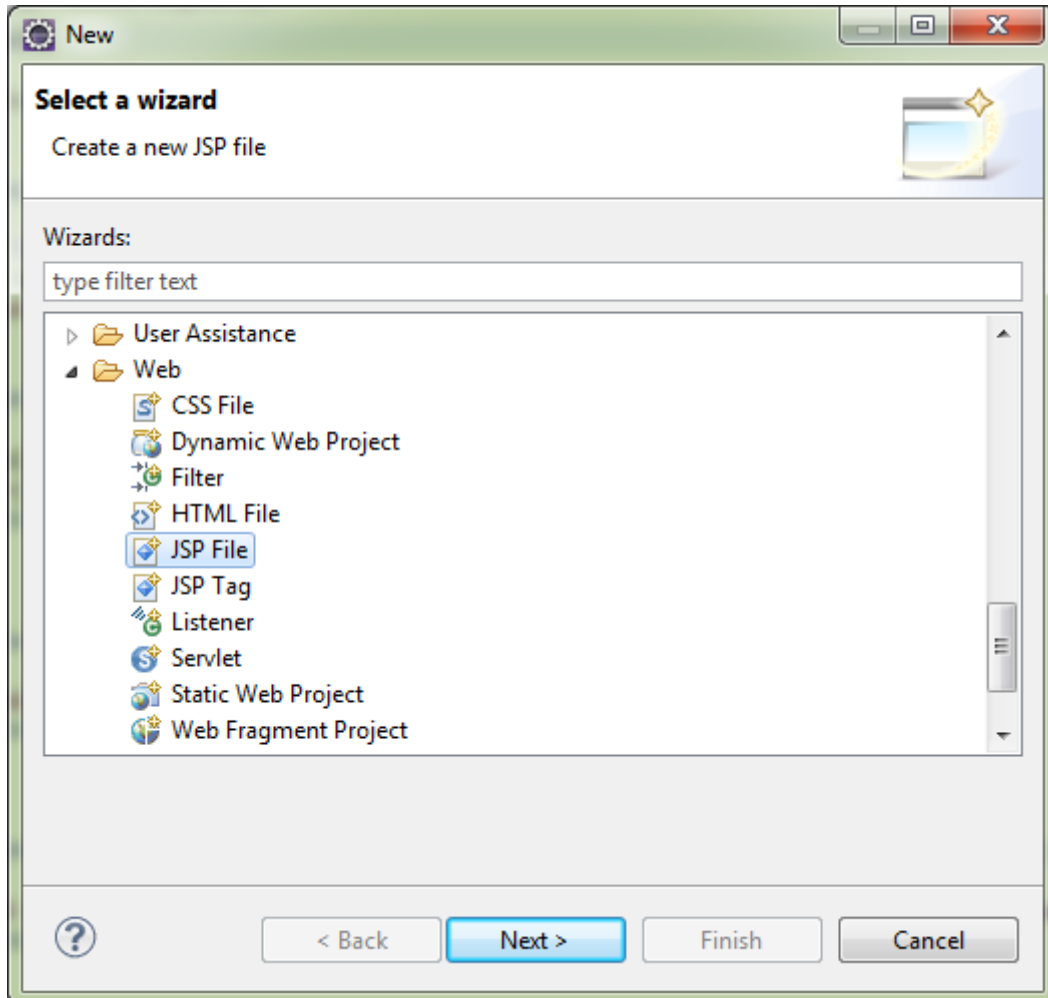 New
Select a wizard
Create a new JSP file
Wizards:
type filter text
User Assistance
Web
CSS File
Dynamic Web Project
Filter
HTML File
JSP File
JSP Tag
Listener
Servlet
Static Web Project
Web Fragment Project
< Back Next > Finish Cancel